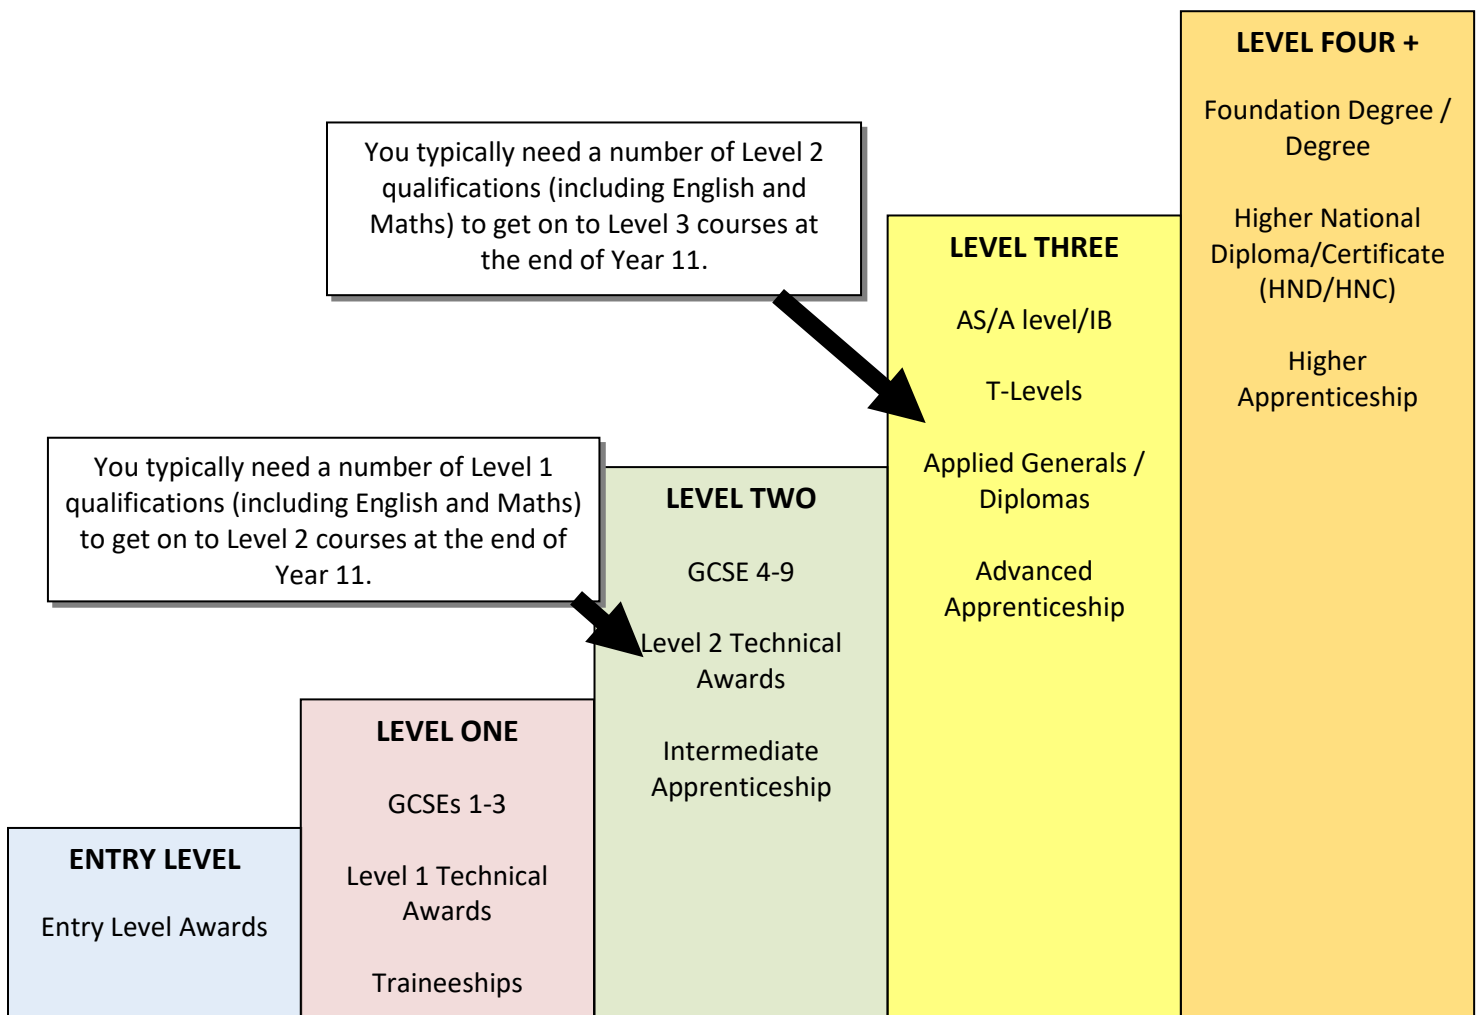 LEVEL FOUR +
Foundation Degree /
Degree
Higher National
Diploma/Certificate
(HND/HNC)
Higher
Apprenticeship
You typically need a number of Level 2
qualifications (including English and
Maths) to get on to Level 3 courses at
the end of Year 11.
LEVEL THREE
AS/A level/IB
T-Levels
Applied Generals /
Diplomas
Advanced
Apprenticeship
You typically need a number of Level 1
qualifications (including English and Maths)
to get on to Level 2 courses at the end of
Year 11.
LEVEL TWO
GCSE 4-9
Level 2 Technical
Awards
Intermediate
Apprenticeship
LEVEL ONE
GCSEs 1-3
Level 1 Technical
Awards
Traineeships
ENTRY LEVEL
Entry Level Awards